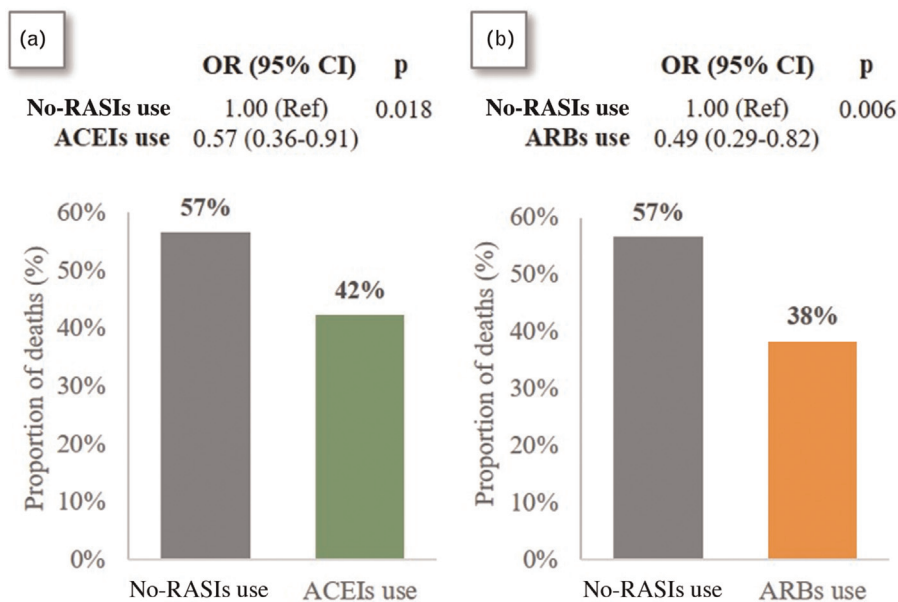 (a)
OR (95% CI) p
No-RASIs use 1.00 (Ref) 0.018
ACEIs use 0.57 (0.36-0.91)
Proportion of deaths (%)
60%
50%
40%
30%
20%
10%
0%
57%
42%
No-RASIs use ACEIs use
(b)
OR (95% CI) p
No-RASIs use 1.00 (Ref) 0.006
ARBs use 0.49 (0.29-0.82)
Proportion of deaths (%)
60%
50%
40%
30%
20%
10%
0%
57%
38%
No-RASIs use ARBs use